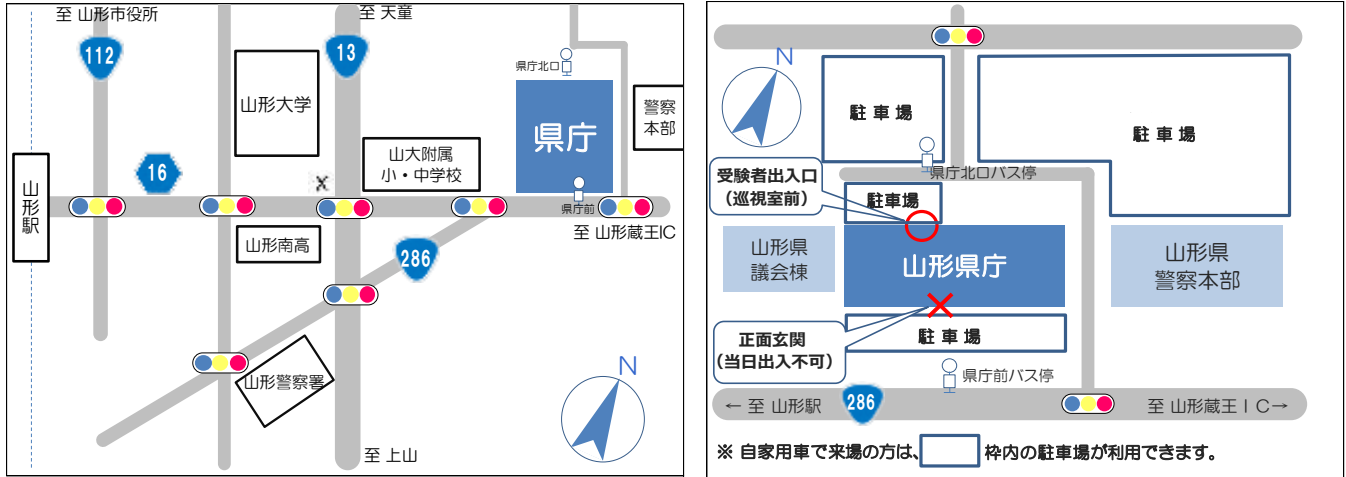 至 山形市役所
至 天童
112
13
県庁北口
山形大学
県庁
警察
本部
山大附属
小・中学校
16
文
山形駅
県庁前
山形南高
至 山形蔵王IC
286
山形警察署
N
至 上山
N
駐 車 場
駐 車 場
県庁北口バス停
受験者出入口
(巡視室前)
駐車場
山形県
議会棟
山形県庁
山形県
警察本部
正面玄関
(当日出入不可)
駐 車 場
県庁前バス停
← 至 山形駅
286
至 山形蔵王IC→
※ 自家用車で来場の方は、 枠内の駐車場が利用できます。